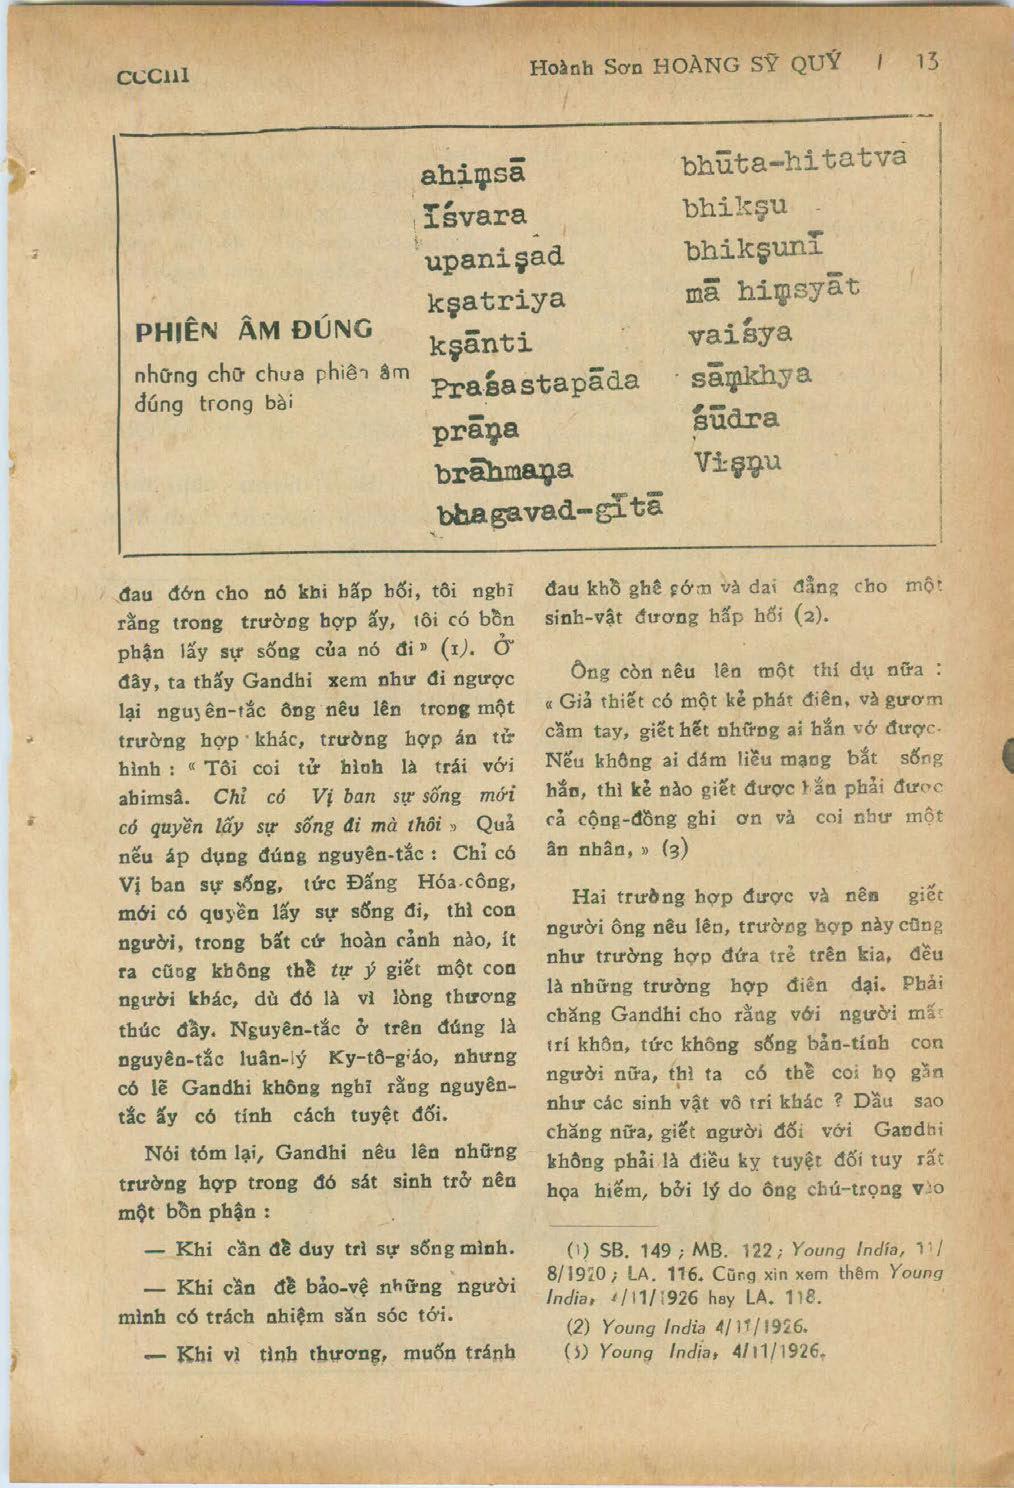 CCCIII
Hoành Sơn HOÀNG SỸ QUÝ / 13
PHIÊN ÂM ĐÚNG
những chữ chưa phiên âm
đúng trong bài
ahiṃsā
Īśvara
upaniṣad
kṣatriya
kṣānti
Praśastapāda
prāṇa
brāhmaṇa
bhagavad-gītā
bhūta-hitatva
bhikṣu
bhikṣunī
mā hiṃsyāt
vaiśya
sāṃkhya
śūdra
Viṣṇu
đau đớn cho nó khi hấp hối, tôi nghĩ
rằng trong trường hợp ấy, tôi có bồn
phận lấy sự sống của nó đi » (1). Ở
đây, ta thấy Gandhi xem như đi ngược
lại nguyên-tắc ông nêu lên trong một
trường hợp khác, trường hợp án tử
hình : « Tôi coi tử hình là trái với
ahimsâ. Chỉ có Vị ban sự sống mới
có quyền lấy sự sống đi mà thôi » Quả
nếu áp dụng đúng nguyên-tắc : Chỉ có
Vị ban sự sống, tức Đấng Hóa-công,
mới có quyền lấy sự sống đi, thì con
người, trong bất cứ hoàn cảnh nào, ít
ra cũng không thể tự ý giết một con
người khác, dù đó là vì lòng thương
thúc đầy. Nguyên-tắc ở trên đúng là
nguyên-tắc luân-lý Ky-tô-giáo, nhưng
có lẽ Gandhi không nghĩ rằng nguyên-
tắc ấy có tính cách tuyệt đối.
Nói tóm lại, Gandhi nêu lên những
trường hợp trong đó sát sinh trở nên
một bồn phận :
— Khi cần để duy trì sự sống mình.
— Khi cần để bảo-vệ những người
mình có trách nhiệm săn sóc tới.
— Khi vì tình thương, muốn tránh
đau khổ ghê gớm và dai đẳng cho một
sinh-vật đương hấp hối (2).
Ông còn nêu lên một thí dụ nữa :
« Giả thiết có một kẻ phát điên, và gươm
cầm tay, giết hết những ai hắn vớ được.
Nếu không ai dám liều mạng bắt sống
hắn, thì kẻ nào giết được hắn phải được
cả cộng-đồng ghi ơn và coi như một
ân nhân, » (3)
Hai trường hợp được và nên giết
người ông nêu lên, trường hợp này cũng
như trường hợp đứa trẻ trên kia, đều
là những trường hợp điên dại. Phải
chăng Gandhi cho rằng với người mất
trí khôn, tức không sống bản-tính con
người nữa, thì ta có thể coi họ gần
như các sinh vật vô tri khác ? Dầu sao
chăng nữa, giết người đối với Gandhi
không phải là điều kỵ tuyệt đối tuy rất
họa hiếm, bởi lý do ông chú-trọng vào
(1) SB. 149 ; MB. 122 ; Young India, 11/
8/1920 ; LA. 116. Cũng xin xem thêm Young
India, 4/11/1926 hay LA. 118.
(2) Young India 4/11/1926.
(3) Young India, 4/11/1926.